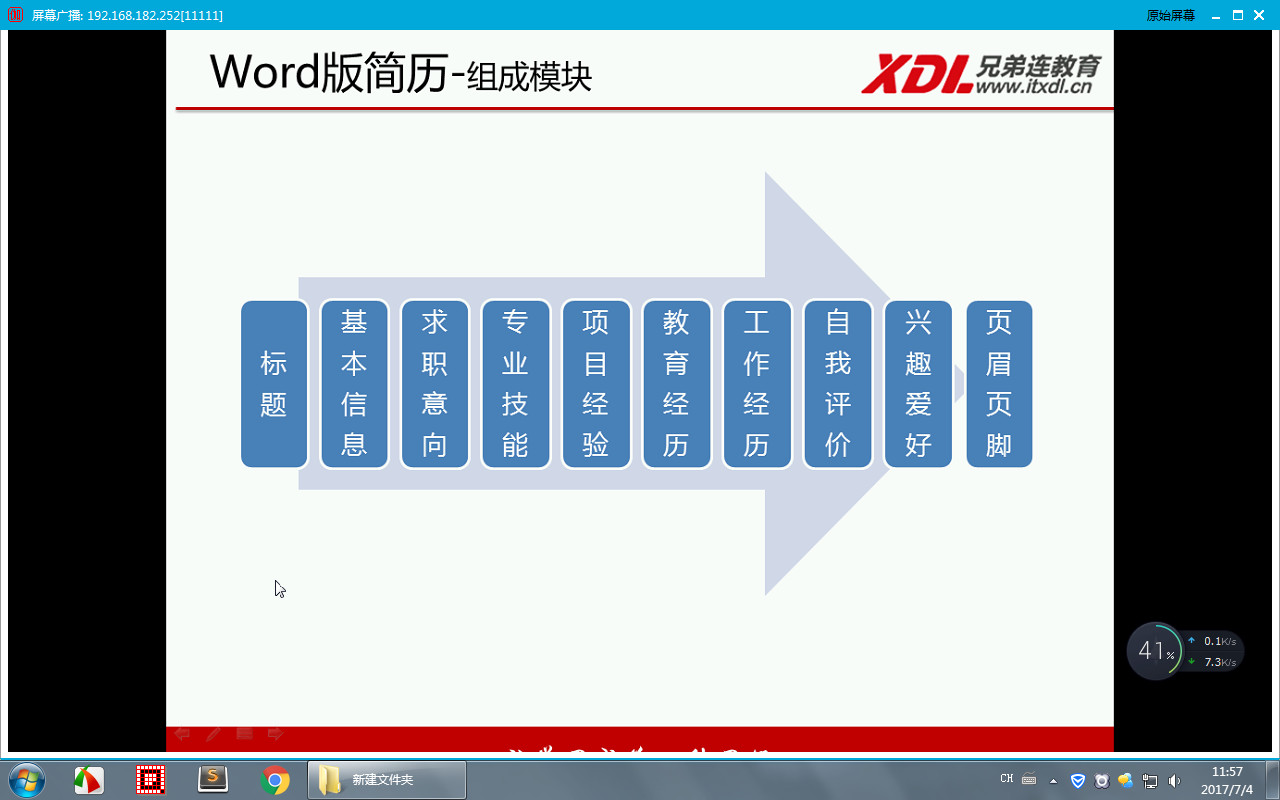 屏幕广播: 192.168.182.252[11111]
原始屏幕
Word版简历-组成模块
XDL兄弟连教育
www.itxdl.cn
标题
基本信息
求职意向
专业技能
项目经验
教育经历
工作经历
自我评价
兴趣爱好
页眉页脚
41%
0.1K/s
7.3K/s
S
新建文件夹
CH
11:57
2017/7/4